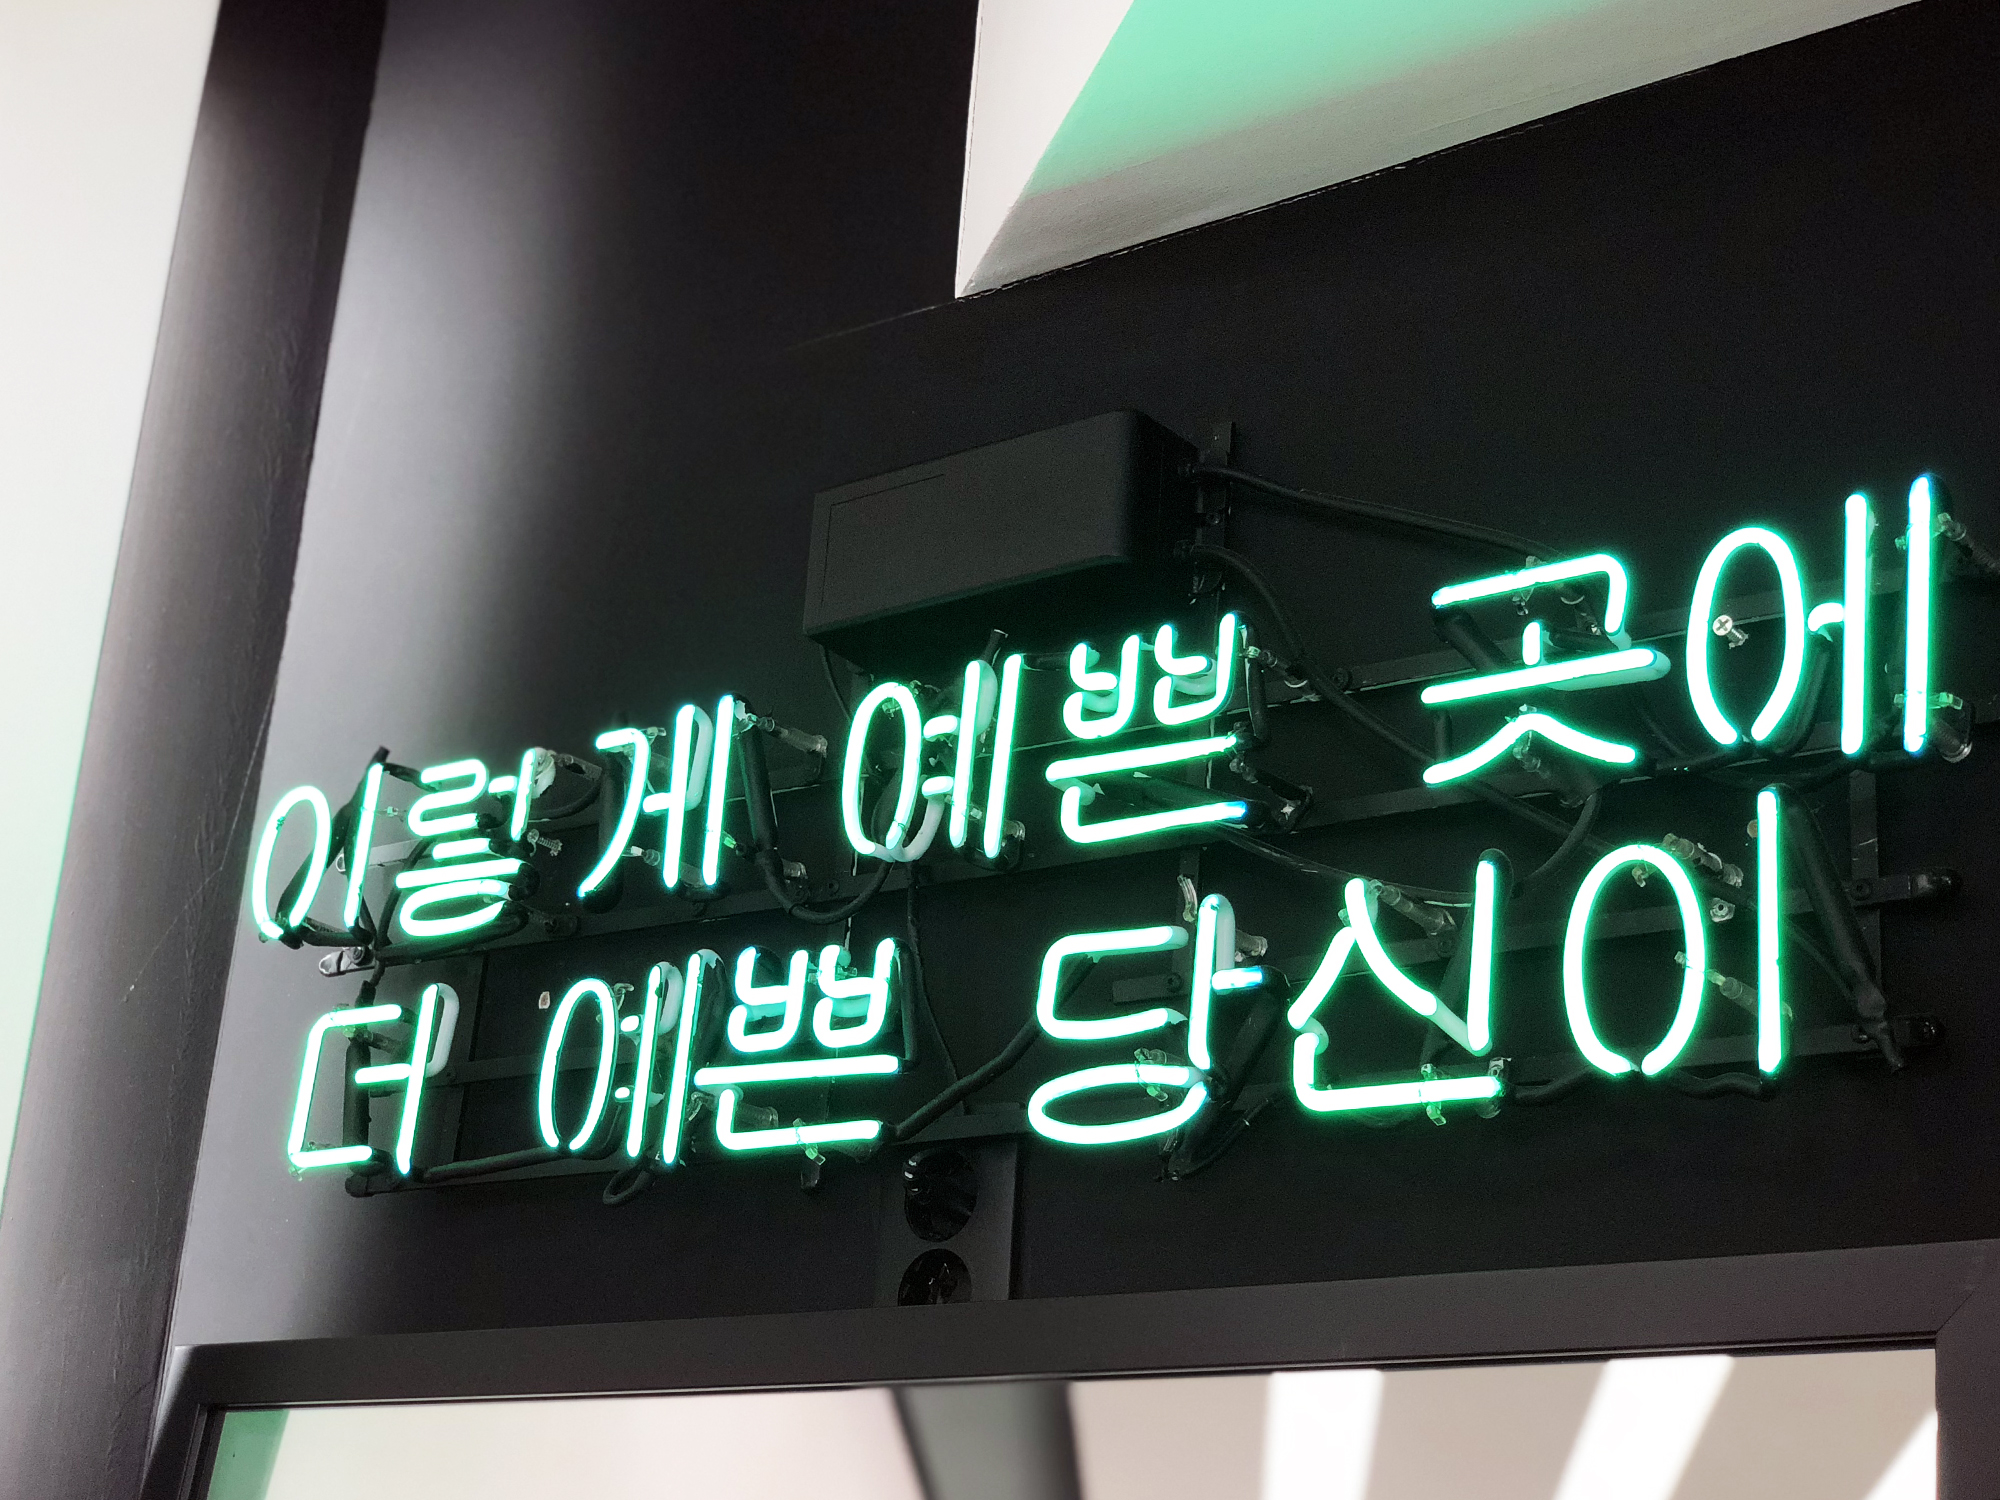 이렇게 예쁜 곳에
더 예쁜 당신이